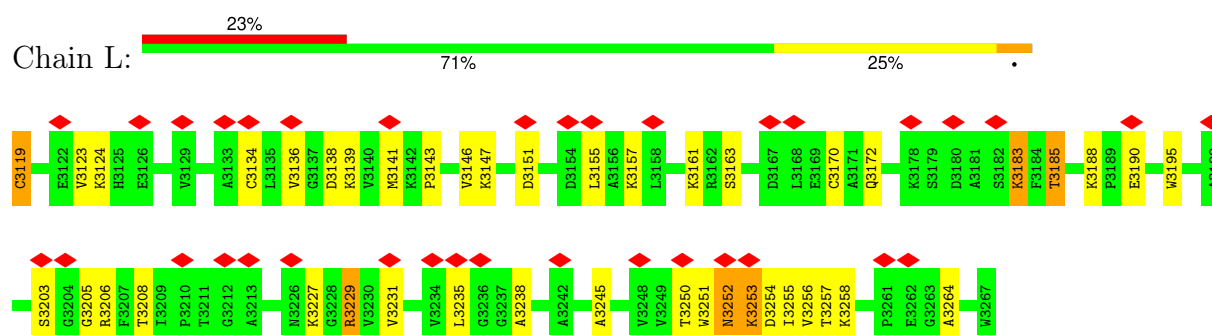 23%
Chain L:
71% 25% •
C3119 E3122 V3123 K3124 H3125 E3126 V3129 A3133 C3134 L3135 V3136 G3137 D3138 K3139 V3140 M3141 K3142 P3143 V3146 K3147 D3151 D3154 L3155 A3156 K3157 L3158 K3161 R3162 S3163 D3167 L3168 E3169 C3170 A3171 Q3172 K3178 S3179 D3180 A3181 S3182 K3183 F3184 T3185 K3188 P3189 E3190 W3195
S3203 G3204 G3205 R3206 F3207 T3208 I3209 P3210 T3211 G3212 A3213 N3226 K3227 G3228 R3229 V3230 V3231 V3234 L3235 G3236 G3237 A3238 A3242 A3245 V3248 V3249 T3250 W3251 N3252 K3253 D3254 I3255 V3256 T3257 K3258 P3261 E3262 G3263 A3264 W3267